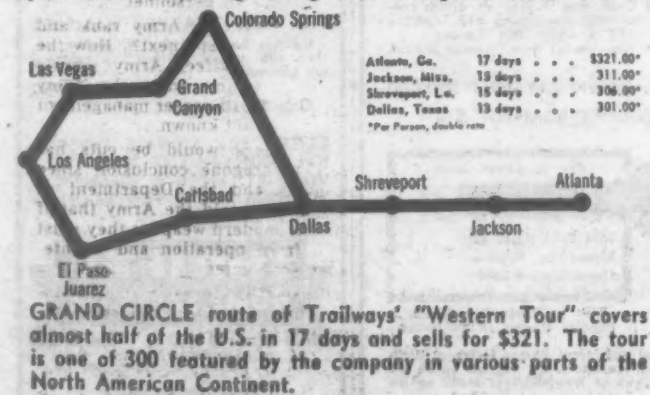 Colorado Springs
Las Vegas
Grand
Canyon
Atlanta, Ga. 17 days . . . $321.00*
Jackson, Miss. 15 days . . . 311.00*
Shreveport, La. 15 days . . . 306.00*
Dallas, Texas 13 days . . . 301.00*
*Per Person, double rate
Los Angeles
Carlsbad
Shreveport
Atlanta
Dallas
Jackson
El Paso-
Juarez
GRAND CIRCLE route of Trailways' "Western Tour" covers
almost half of the U.S. in 17 days and sells for $321. The tour
is one of 300 featured by the company in various parts of the
North American Continent.